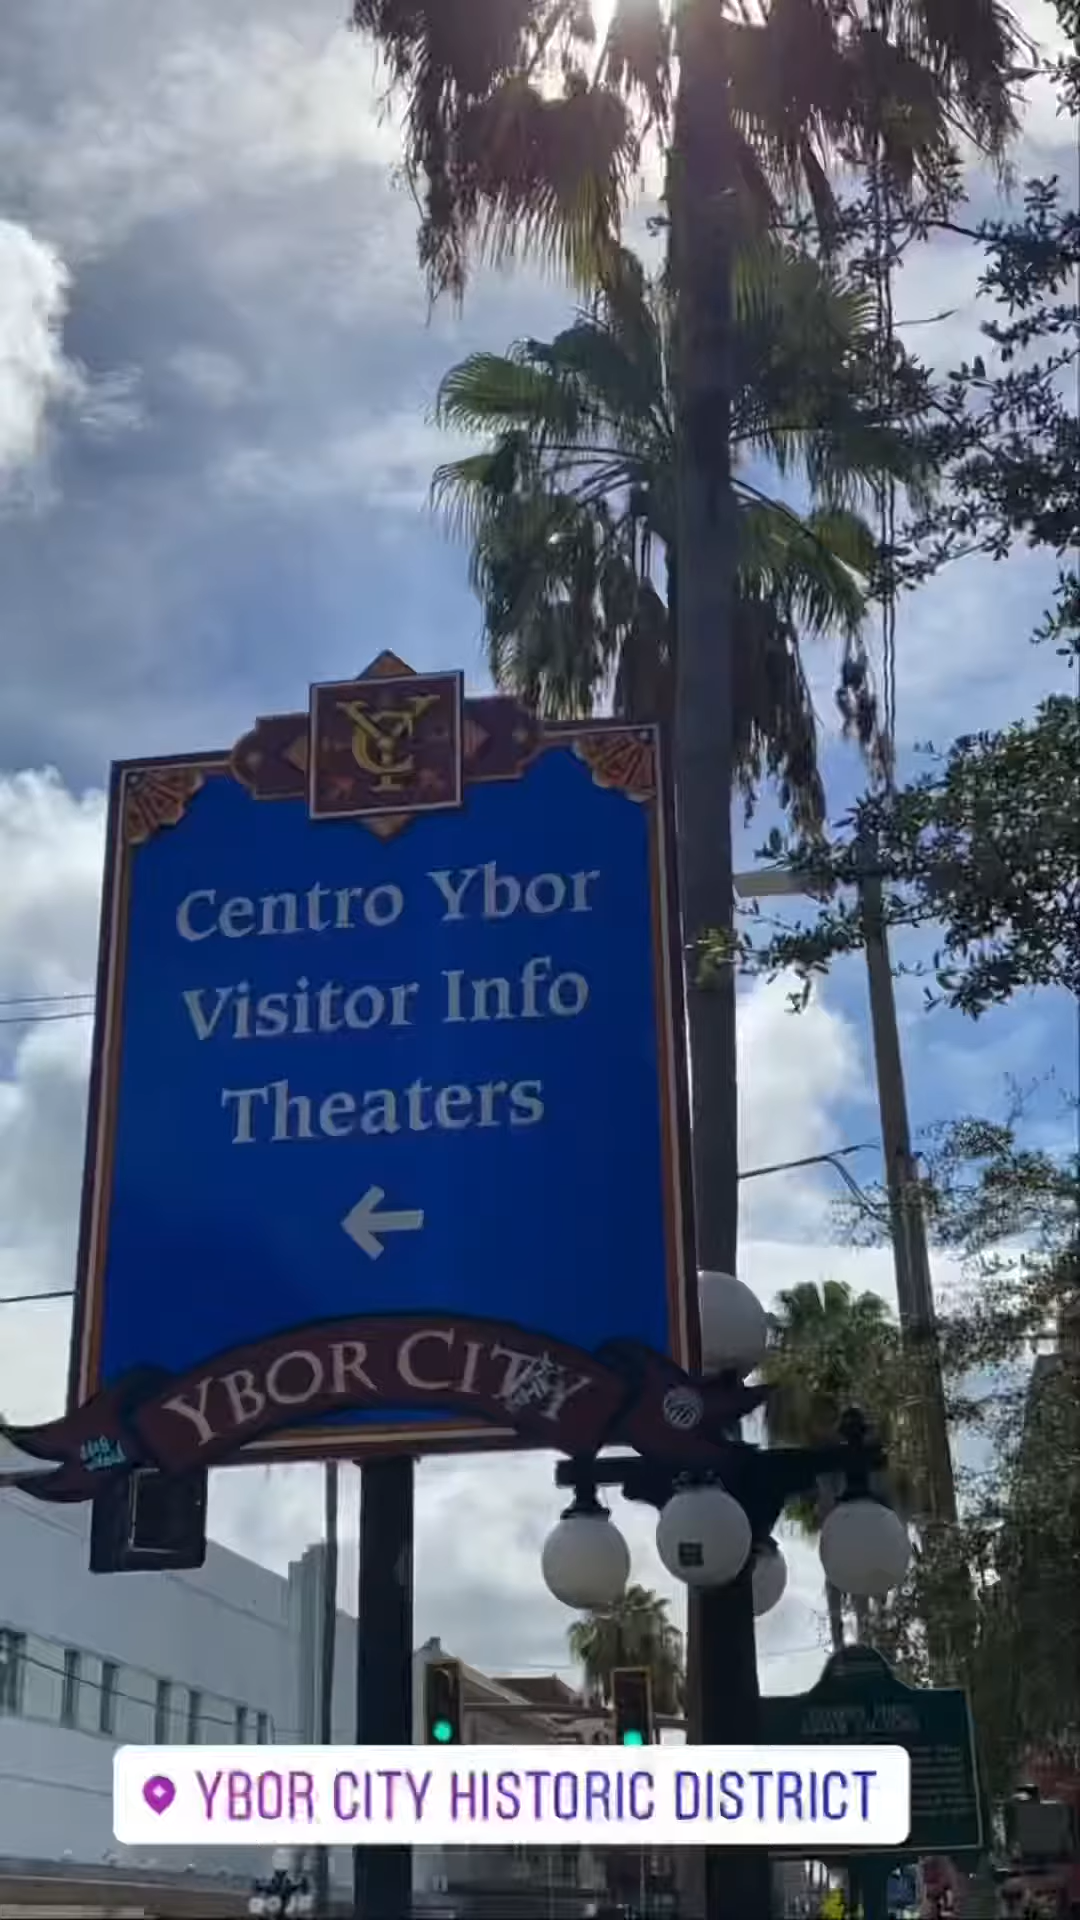 YC
Centro Ybor
Visitor Info
Theaters
YBOR CITY
YBOR CITY HISTORIC DISTRICT